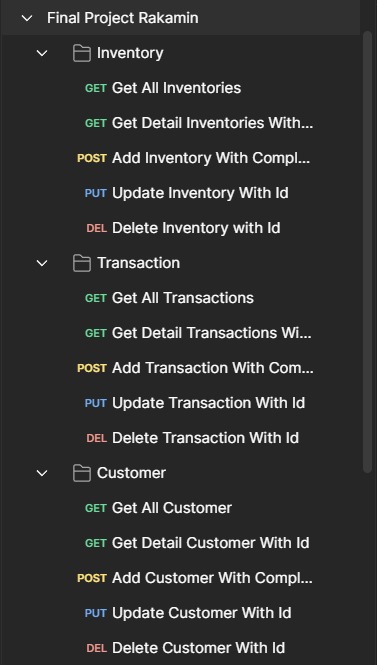 Final Project Rakamin
Inventory
GET Get All Inventories
GET Get Detail Inventories With...
POST Add Inventory With Compl...
PUT Update Inventory With Id
DEL Delete Inventory with Id
Transaction
GET Get All Transactions
GET Get Detail Transactions Wi...
POST Add Transaction With Com...
PUT Update Transaction With Id
DEL Delete Transaction With Id
Customer
GET Get All Customer
GET Get Detail Customer With Id
POST Add Customer With Compl...
PUT Update Customer With Id
DEL Delete Customer With Id